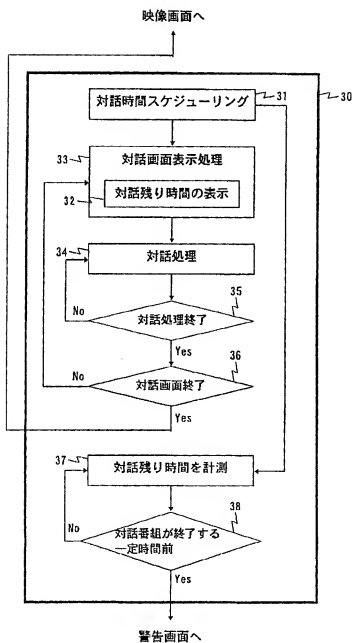 映像画面へ
対話時間スケジューリング
31
30
33
対話画面表示処理
32
対話残り時間の表示
34
対話処理
35
対話処理終了
No
Yes
36
対話画面終了
No
Yes
37
対話残り時間を計測
38
対話番組が終了する
一定時間前
No
Yes
警告画面へ